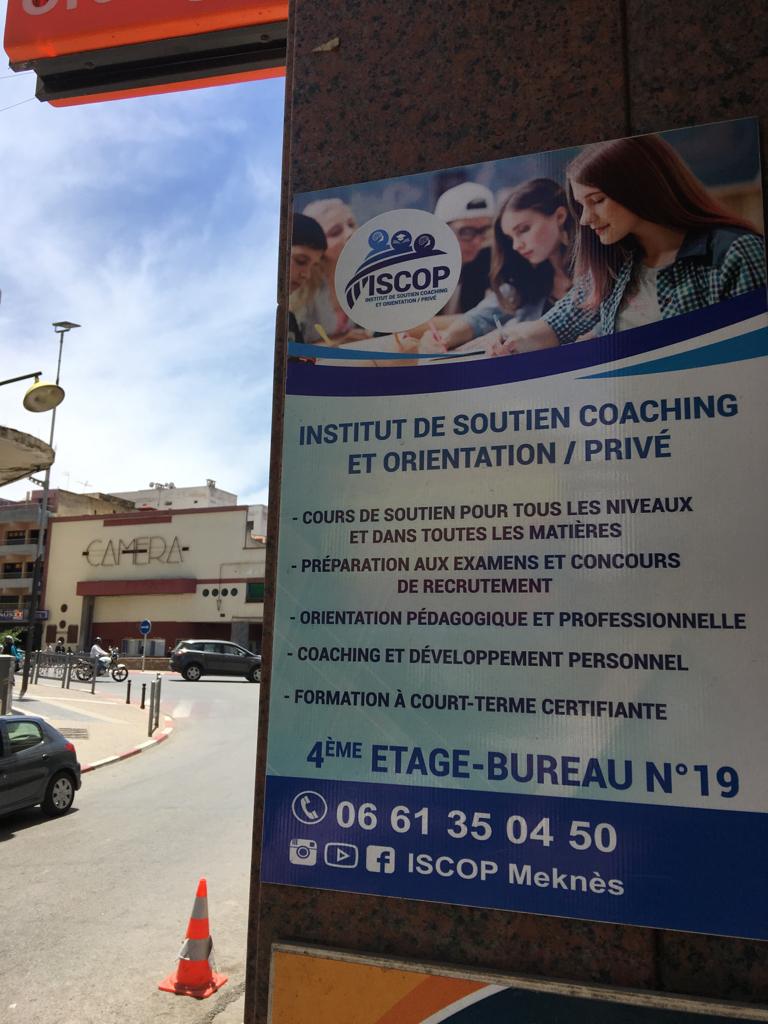 ISCOP
INSTITUT DE SOUTIEN COACHING
ET ORIENTATION / PRIVÉ
INSTITUT DE SOUTIEN COACHING
ET ORIENTATION / PRIVÉ
- COURS DE SOUTIEN POUR TOUS LES NIVEAUX
ET DANS TOUTES LES MATIÈRES
- PRÉPARATION AUX EXAMENS ET CONCOURS
DE RECRUTEMENT
- ORIENTATION PÉDAGOGIQUE ET PROFESSIONNELLE
- COACHING ET DÉVELOPPEMENT PERSONNEL
- FORMATION À COURT-TERME CERTIFIANTE
4ÈME ETAGE-BUREAU N°19
06 61 35 04 50
ISCOP Meknès
CAMERA